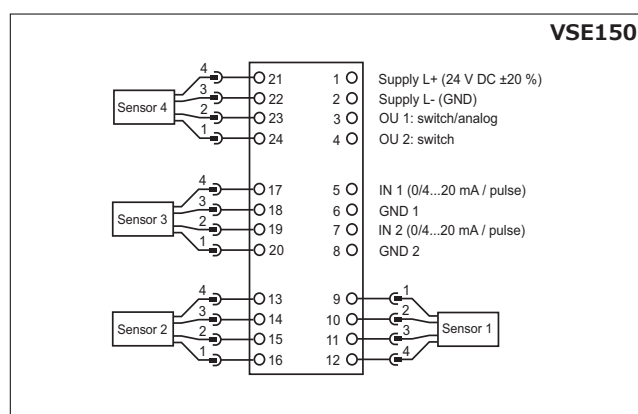 VSE150
4 21 1 Supply L+ (24 V DC ±20 %)
3 22 2 Supply L- (GND)
Sensor 4
2 23 3 OU 1: switch/analog
1 24 4 OU 2: switch
4 17 5 IN 1 (0/4...20 mA / pulse)
3 18 6 GND 1
Sensor 3
2 19 7 IN 2 (0/4...20 mA / pulse)
1 20 8 GND 2
4 13 9 1
3 14 10 2
Sensor 2 Sensor 1
2 15 11 3
1 16 12 4